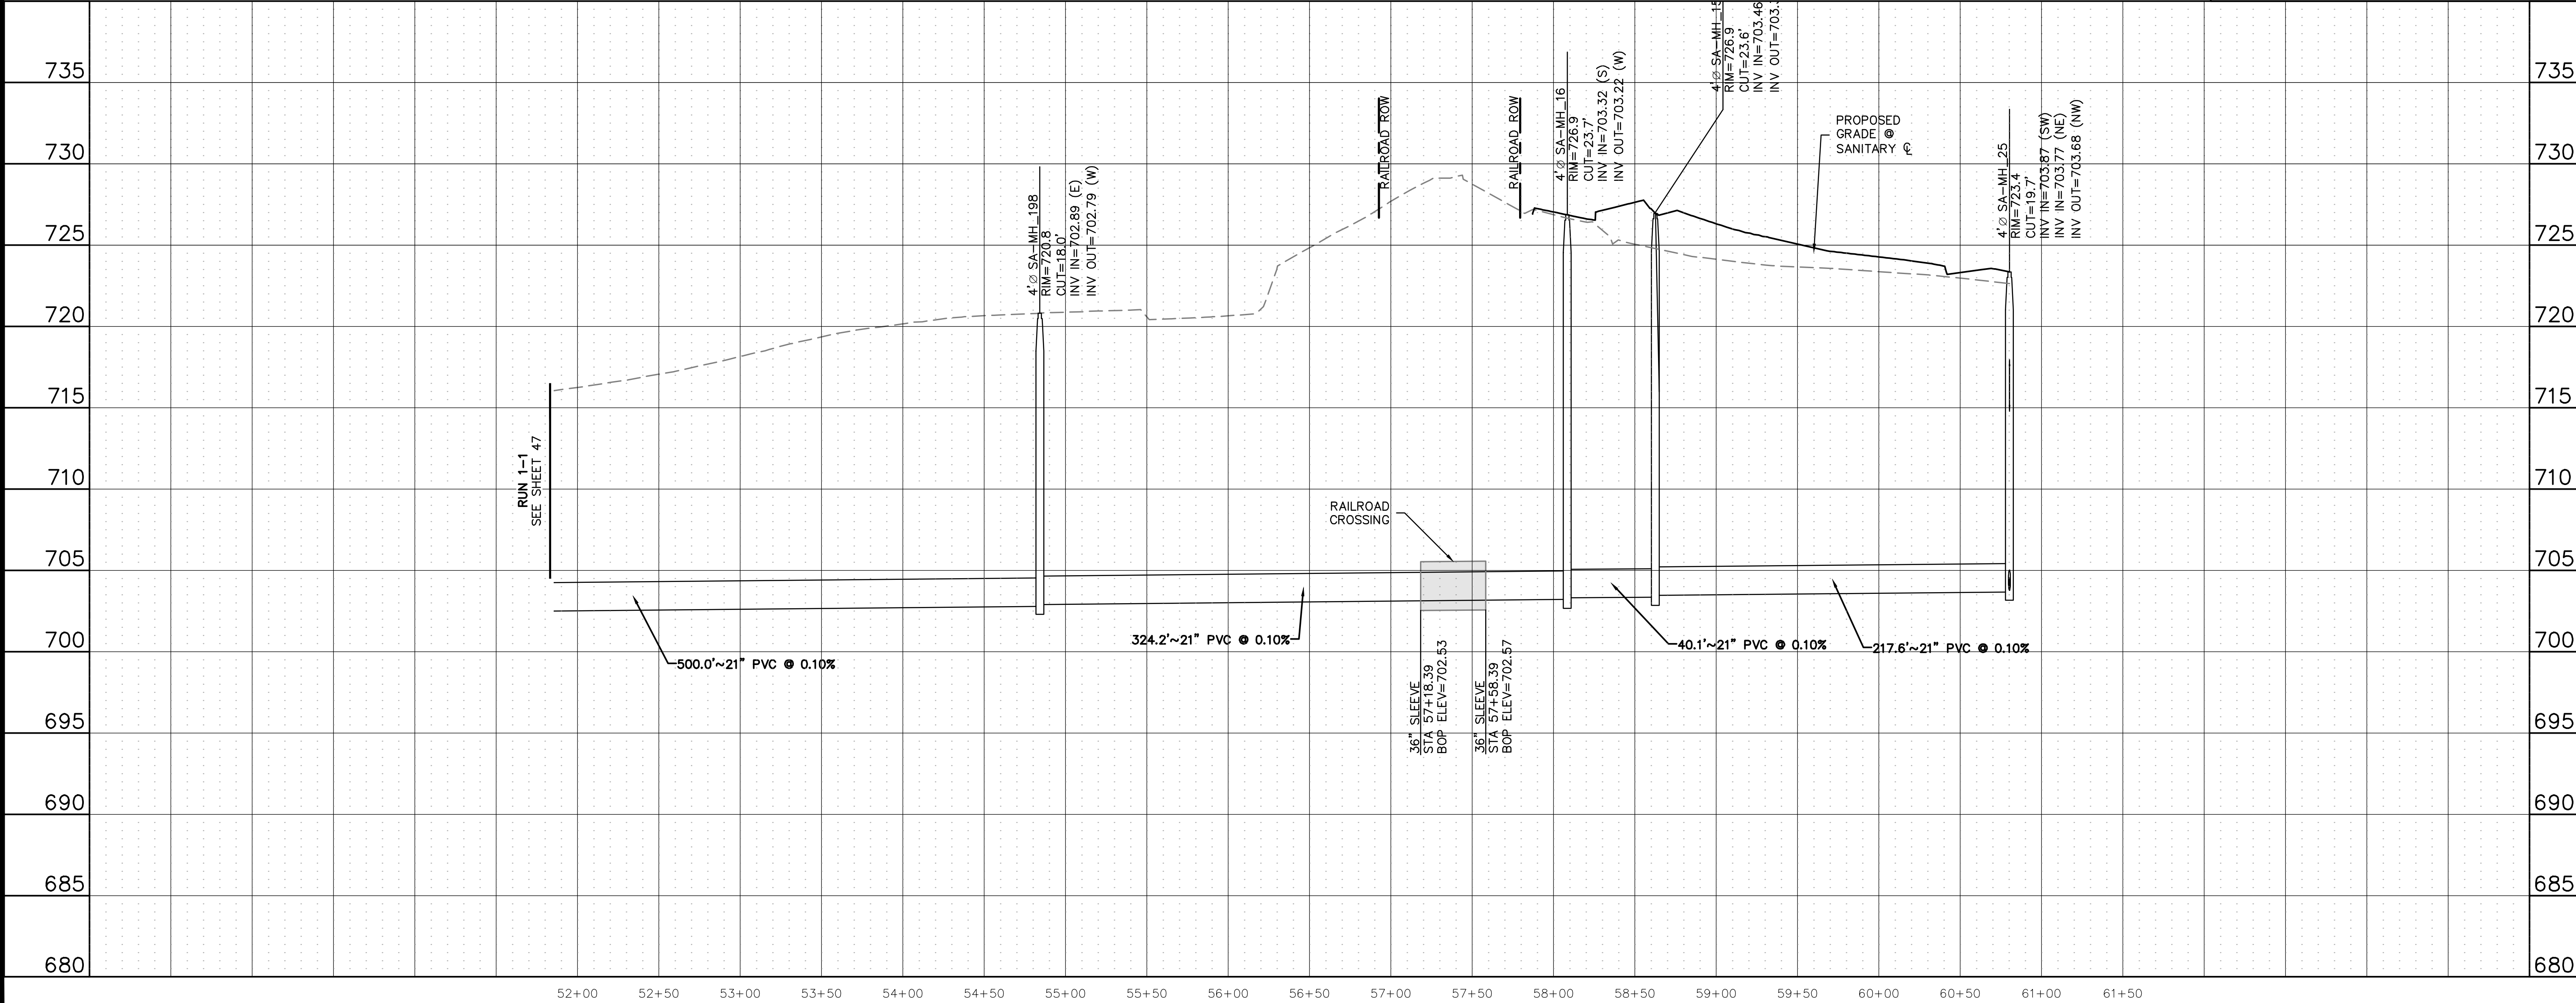 735
730
725
720
715
710
705
700
695
690
685
680
RUN 1-1
SEE SHEET 47
500.0'~21" PVC @ 0.10%
4'∅ SA-MH_198
RIM=720.8
CUT=18.0'
INV IN=702.89 (E)
INV OUT=702.79 (W)
324.2'~21" PVC @ 0.10%
RAILROAD
CROSSING
RAILROAD ROW
RAILROAD ROW
36" SLEEVE
STA 57+18.39
BOP ELEV=702.53
36" SLEEVE
STA 57+58.39
BOP ELEV=702.57
4'∅ SA-MH_16
RIM=726.9
CUT=23.7'
INV IN=703.32 (S)
INV OUT=703.22 (W)
40.1'~21" PVC @ 0.10%
4'∅ SA-MH_15
RIM=726.9
CUT=23.6'
INV IN=703.46
INV OUT=703.
217.6'~21" PVC @ 0.10%
PROPOSED
GRADE @
SANITARY ℄
4'∅ SA-MH_25
RIM=723.4
CUT=19.7'
INV IN=703.87 (SW)
INV IN=703.77 (NE)
INV OUT=703.68 (NW)
735
730
725
720
715
710
705
700
695
690
685
680
52+00 52+50 53+00 53+50 54+00 54+50 55+00 55+50 56+00 56+50 57+00 57+50 58+00 58+50 59+00 59+50 60+00 60+50 61+00 61+50